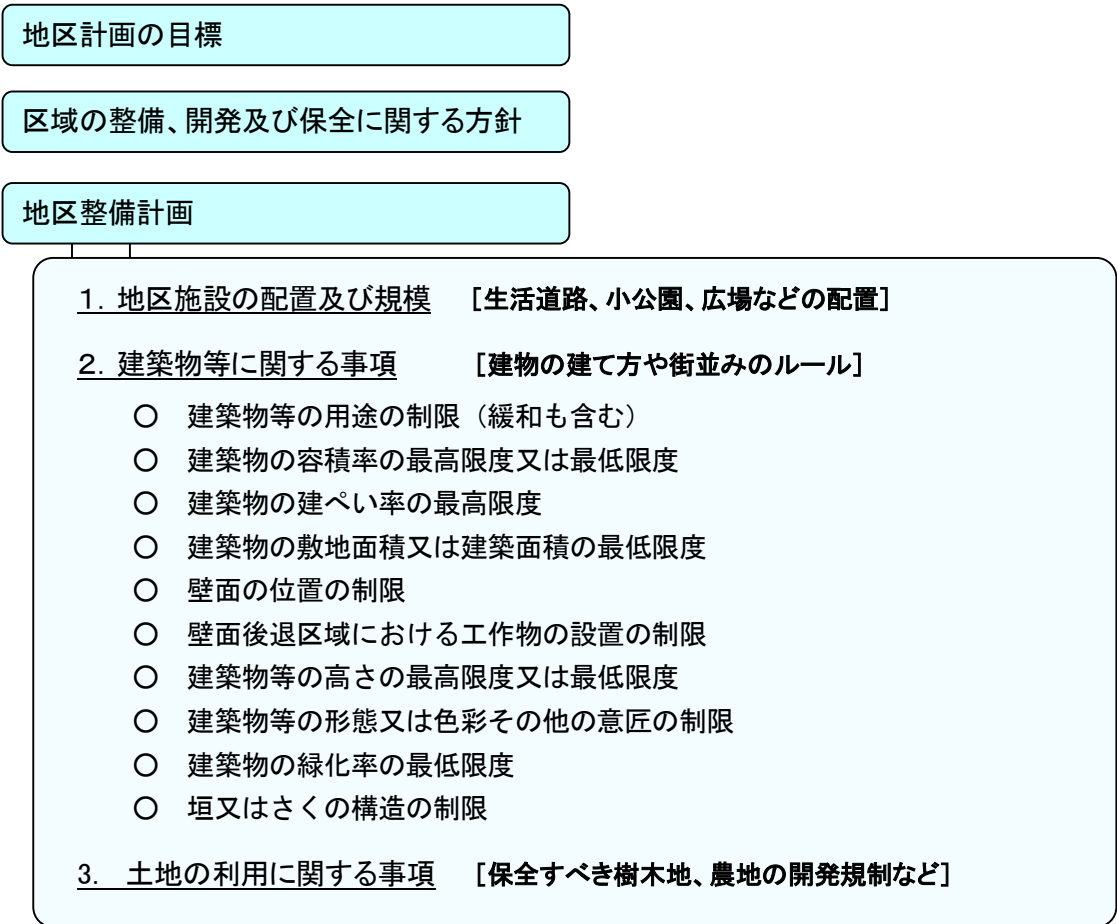 地区計画の目標
区域の整備、開発及び保全に関する方針
地区整備計画
１．地区施設の配置及び規模　［生活道路、小公園、広場などの配置］
２．建築物等に関する事項　［建物の建て方や街並みのルール］
○　建築物等の用途の制限（緩和も含む）
○　建築物の容積率の最高限度又は最低限度
○　建築物の建ぺい率の最高限度
○　建築物の敷地面積又は建築面積の最低限度
○　壁面の位置の制限
○　壁面後退区域における工作物の設置の制限
○　建築物等の高さの最高限度又は最低限度
○　建築物等の形態又は色彩その他の意匠の制限
○　建築物の緑化率の最低限度
○　垣又はさくの構造の制限
3.　土地の利用に関する事項　［保全すべき樹木地、農地の開発規制など］